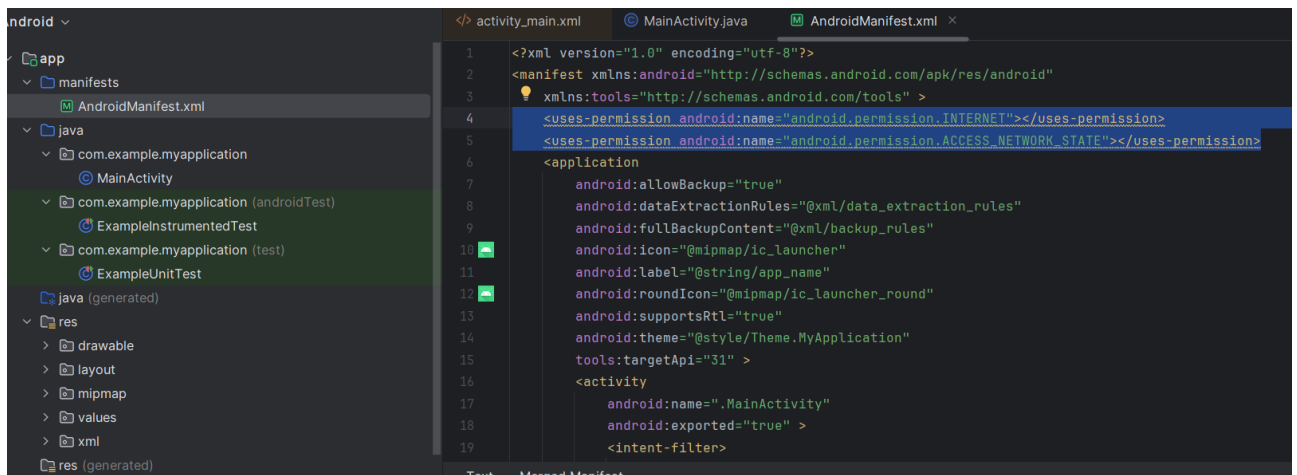 Android
app
manifests
AndroidManifest.xml
java
com.example.myapplication
MainActivity
com.example.myapplication (androidTest)
ExampleInstrumentedTest
com.example.myapplication (test)
ExampleUnitTest
java (generated)
res
drawable
layout
mipmap
values
xml
res (generated)
activity_main.xml MainActivity.java AndroidManifest.xml
1 <?xml version="1.0" encoding="utf-8"?>
2 <manifest xmlns:android="http://schemas.android.com/apk/res/android"
3 xmlns:tools="http://schemas.android.com/tools" >
4 <uses-permission android:name="android.permission.INTERNET"></uses-permission>
5 <uses-permission android:name="android.permission.ACCESS_NETWORK_STATE"></uses-permission>
6 <application
7 android:allowBackup="true"
8 android:dataExtractionRules="@xml/data_extraction_rules"
9 android:fullBackupContent="@xml/backup_rules"
10 android:icon="@mipmap/ic_launcher"
11 android:label="@string/app_name"
12 android:roundIcon="@mipmap/ic_launcher_round"
13 android:supportsRtl="true"
14 android:theme="@style/Theme.MyApplication"
15 tools:targetApi="31" >
16 <activity
17 android:name=".MainActivity"
18 android:exported="true" >
19 <intent-filter>
Text Merged Manifest